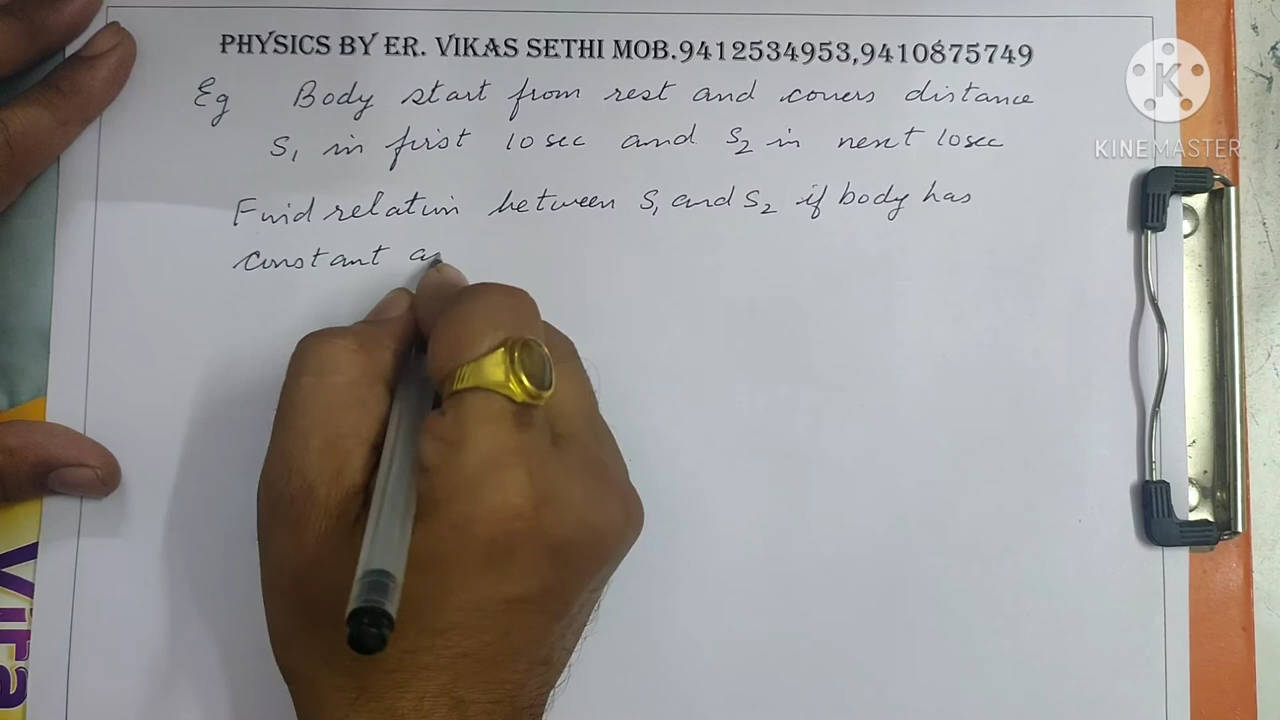 PHYSICS BY ER. VIKAS SETHI MOB.9412534953,9410875749
Eg Body start from rest and covers distance
S1 in first 10 sec and S2 in next 10 sec
Find relation between S1 and S2 if body has
constant a
KINEMASTER
K
Vira